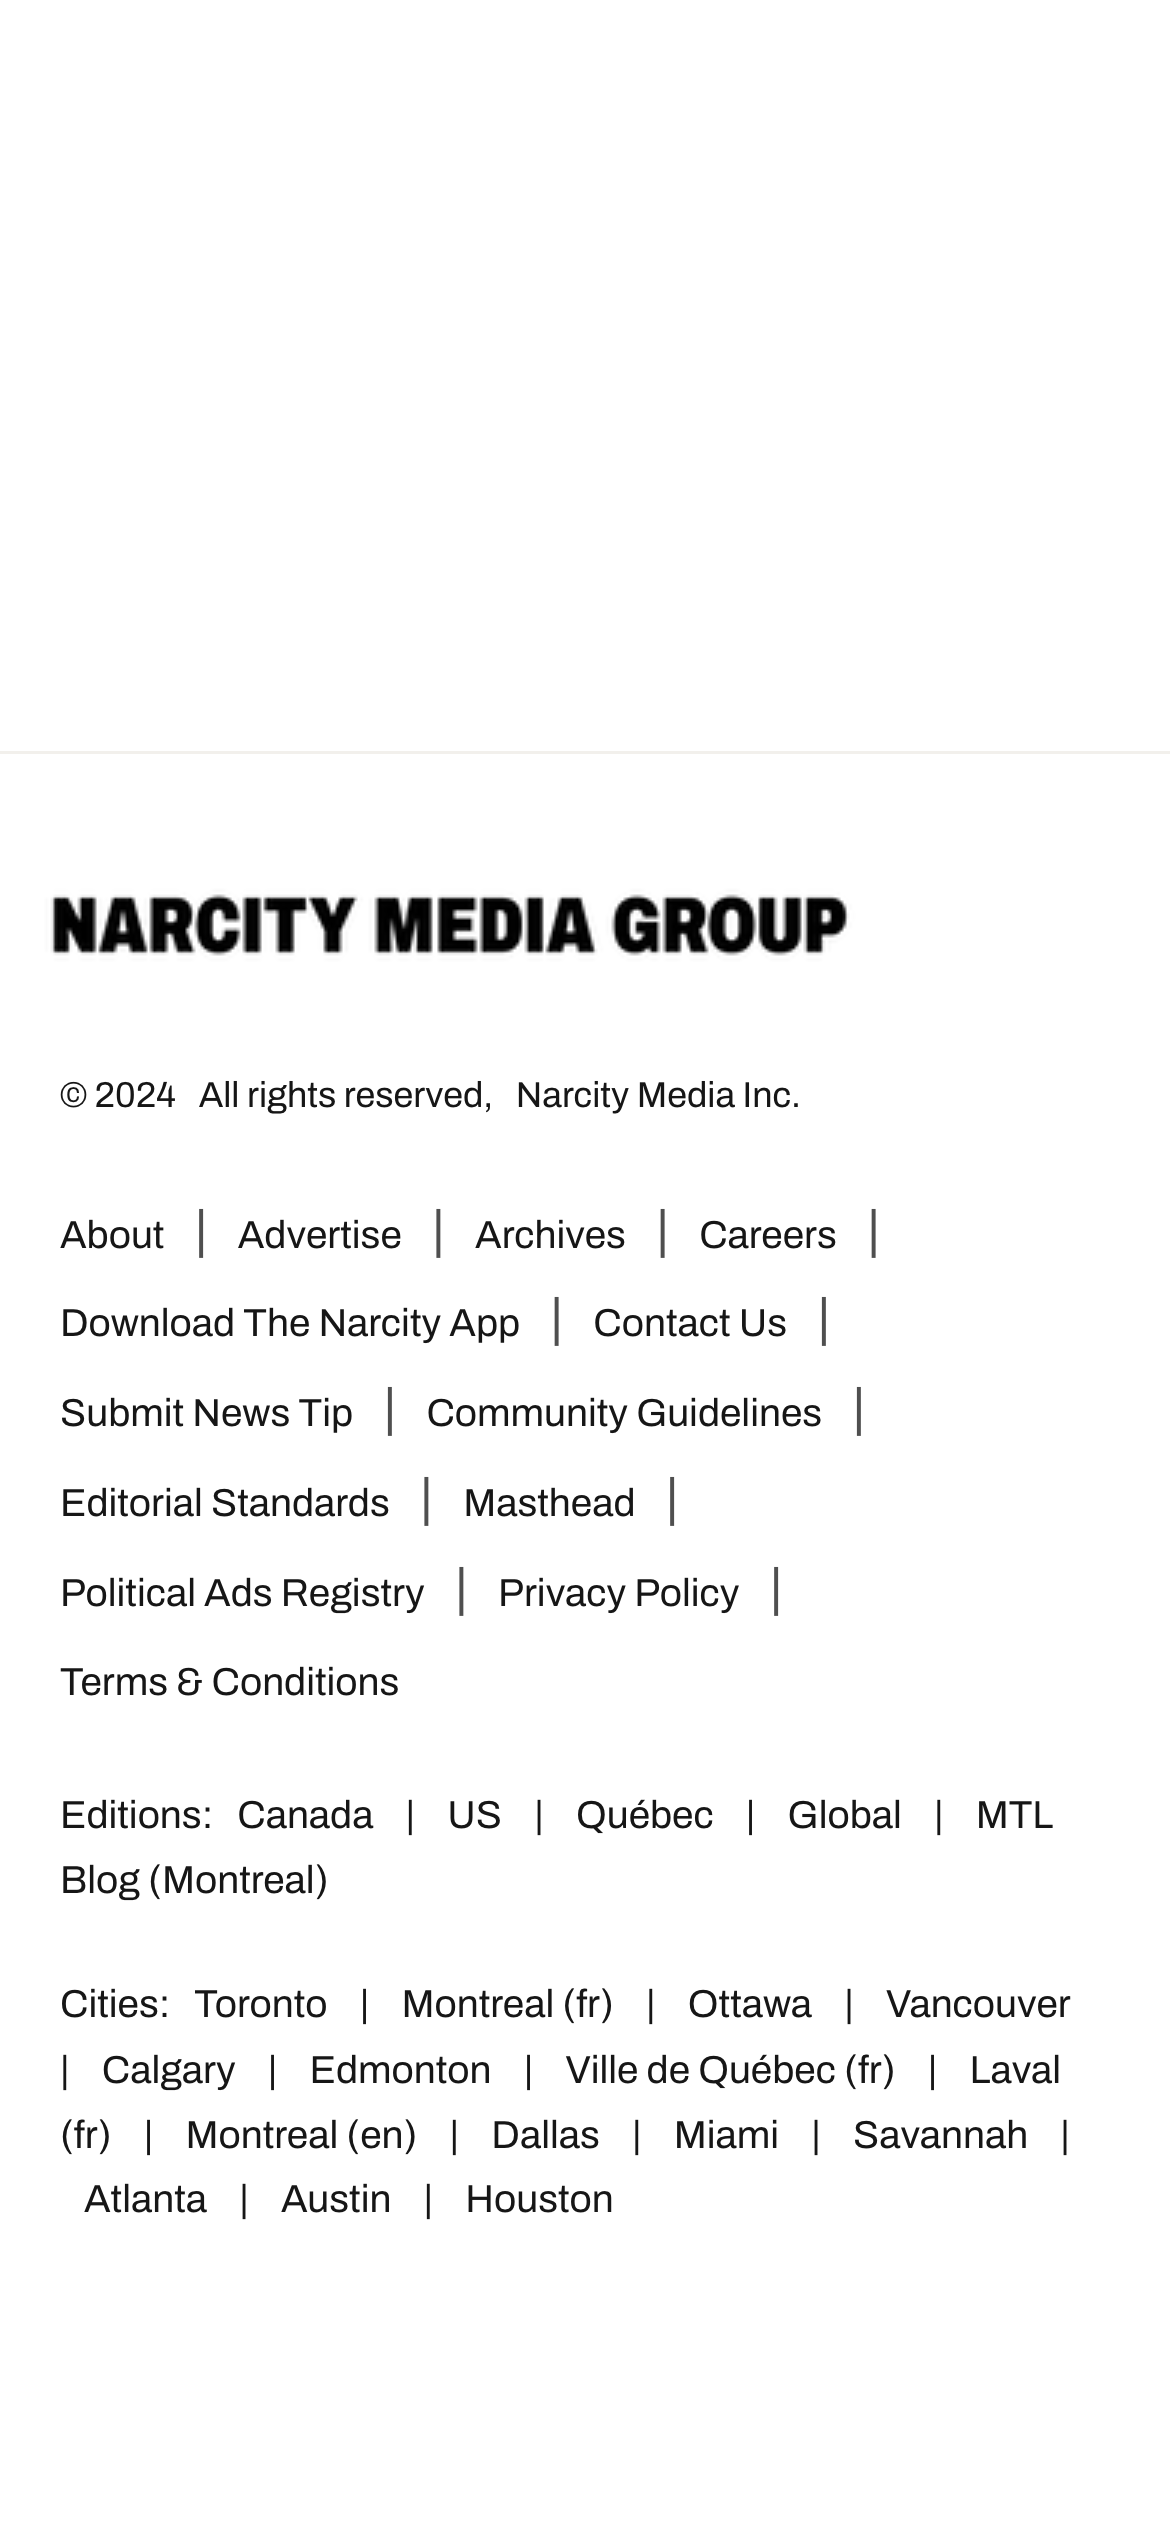 NARCITY MEDIA GROUP
© 2024 All rights reserved, Narcity Media Inc.
About | Advertise | Archives | Careers |
Download The Narcity App | Contact Us |
Submit News Tip | Community Guidelines |
Editorial Standards | Masthead |
Political Ads Registry | Privacy Policy |
Terms & Conditions
Editions: Canada | US | Québec | Global | MTL
Blog (Montreal)
Cities: Toronto | Montreal (fr) | Ottawa | Vancouver
| Calgary | Edmonton | Ville de Québec (fr) | Laval
(fr) | Montreal (en) | Dallas | Miami | Savannah |
Atlanta | Austin | Houston